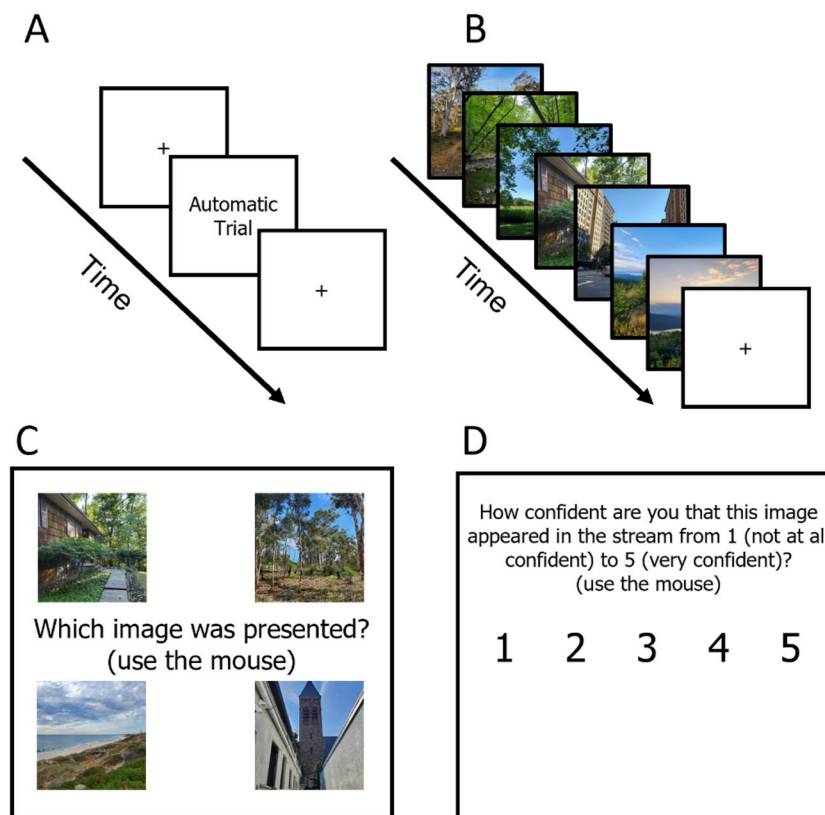 A
B
+
Automatic
Trial
+
Time
Time
+
C
D
Which image was presented?
(use the mouse)
How confident are you that this image
appeared in the stream from 1 (not at al
confident) to 5 (very confident)?
(use the mouse)
1 2 3 4 5